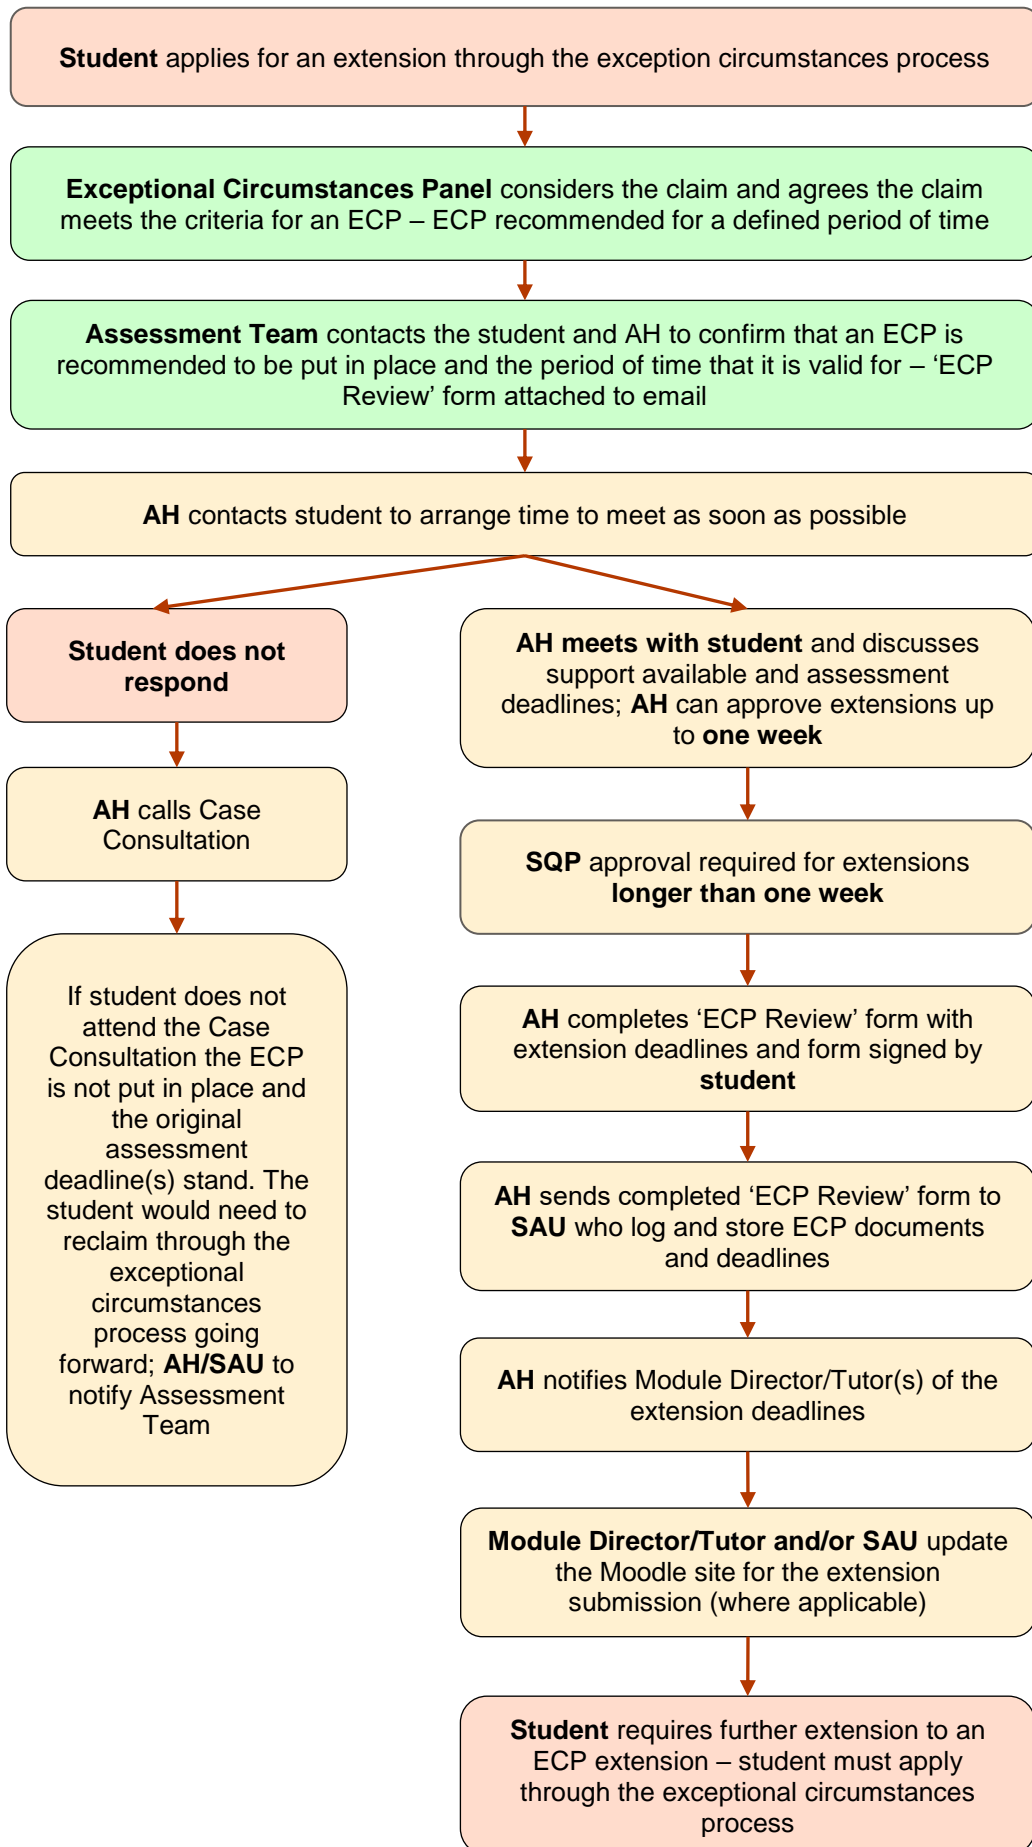 Student applies for an extension through the exception circumstances process
Exceptional Circumstances Panel considers the claim and agrees the claim
meets the criteria for an ECP – ECP recommended for a defined period of time
Assessment Team contacts the student and AH to confirm that an ECP is
recommended to be put in place and the period of time that it is valid for – ‘ECP
Review’ form attached to email
AH contacts student to arrange time to meet as soon as possible
Student does not
respond
AH calls Case
Consultation
If student does not
attend the Case
Consultation the ECP
is not put in place and
the original
assessment
deadline(s) stand. The
student would need to
reclaim through the
exceptional
circumstances
process going
forward; AH/SAU to
notify Assessment
Team
AH meets with student and discusses
support available and assessment
deadlines; AH can approve extensions up
to one week
SQP approval required for extensions
longer than one week
AH completes ‘ECP Review’ form with
extension deadlines and form signed by
student
AH sends completed ‘ECP Review’ form to
SAU who log and store ECP documents
and deadlines
AH notifies Module Director/Tutor(s) of the
extension deadlines
Module Director/Tutor and/or SAU update
the Moodle site for the extension
submission (where applicable)
Student requires further extension to an
ECP extension – student must apply
through the exceptional circumstances
process